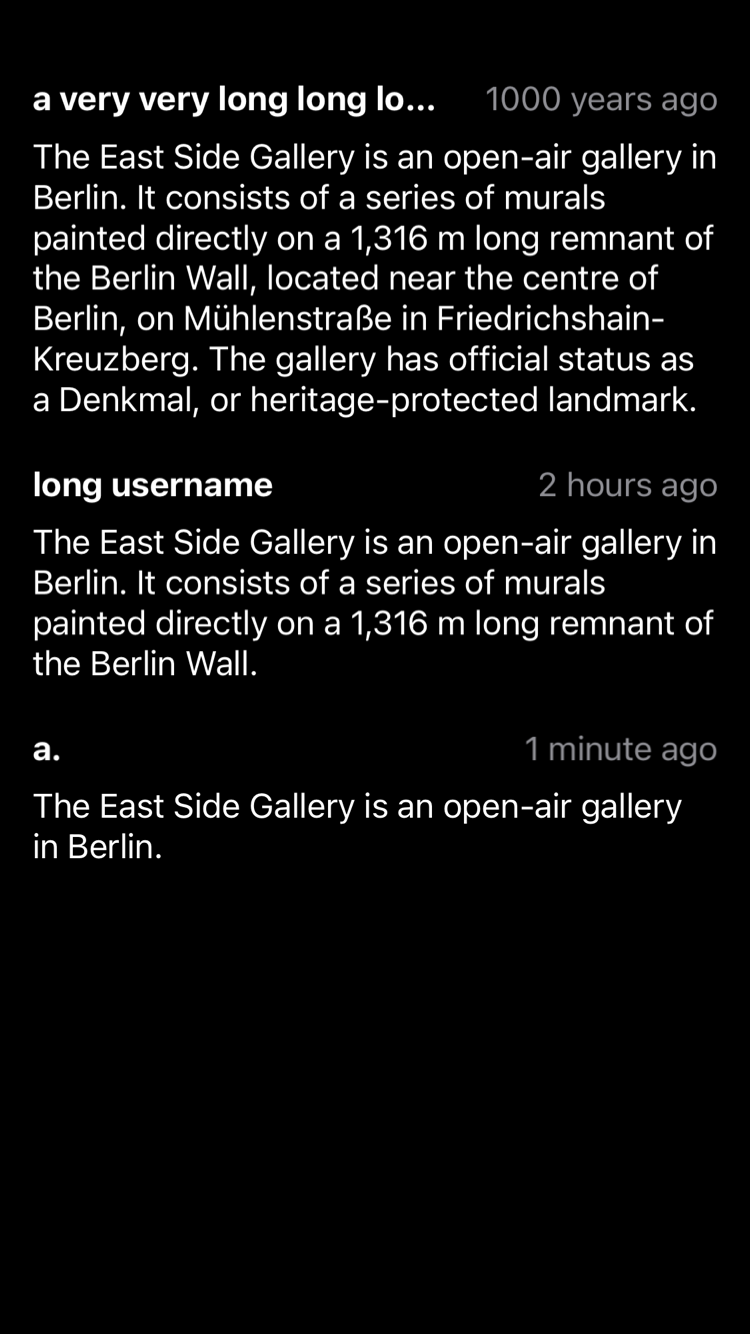 a very very long long lo... 1000 years ago
The East Side Gallery is an open-air gallery in
Berlin. It consists of a series of murals
painted directly on a 1,316 m long remnant of
the Berlin Wall, located near the centre of
Berlin, on Mühlenstraße in Friedrichshain-
Kreuzberg. The gallery has official status as
a Denkmal, or heritage-protected landmark.
long username 2 hours ago
The East Side Gallery is an open-air gallery in
Berlin. It consists of a series of murals
painted directly on a 1,316 m long remnant of
the Berlin Wall.
a. 1 minute ago
The East Side Gallery is an open-air gallery
in Berlin.